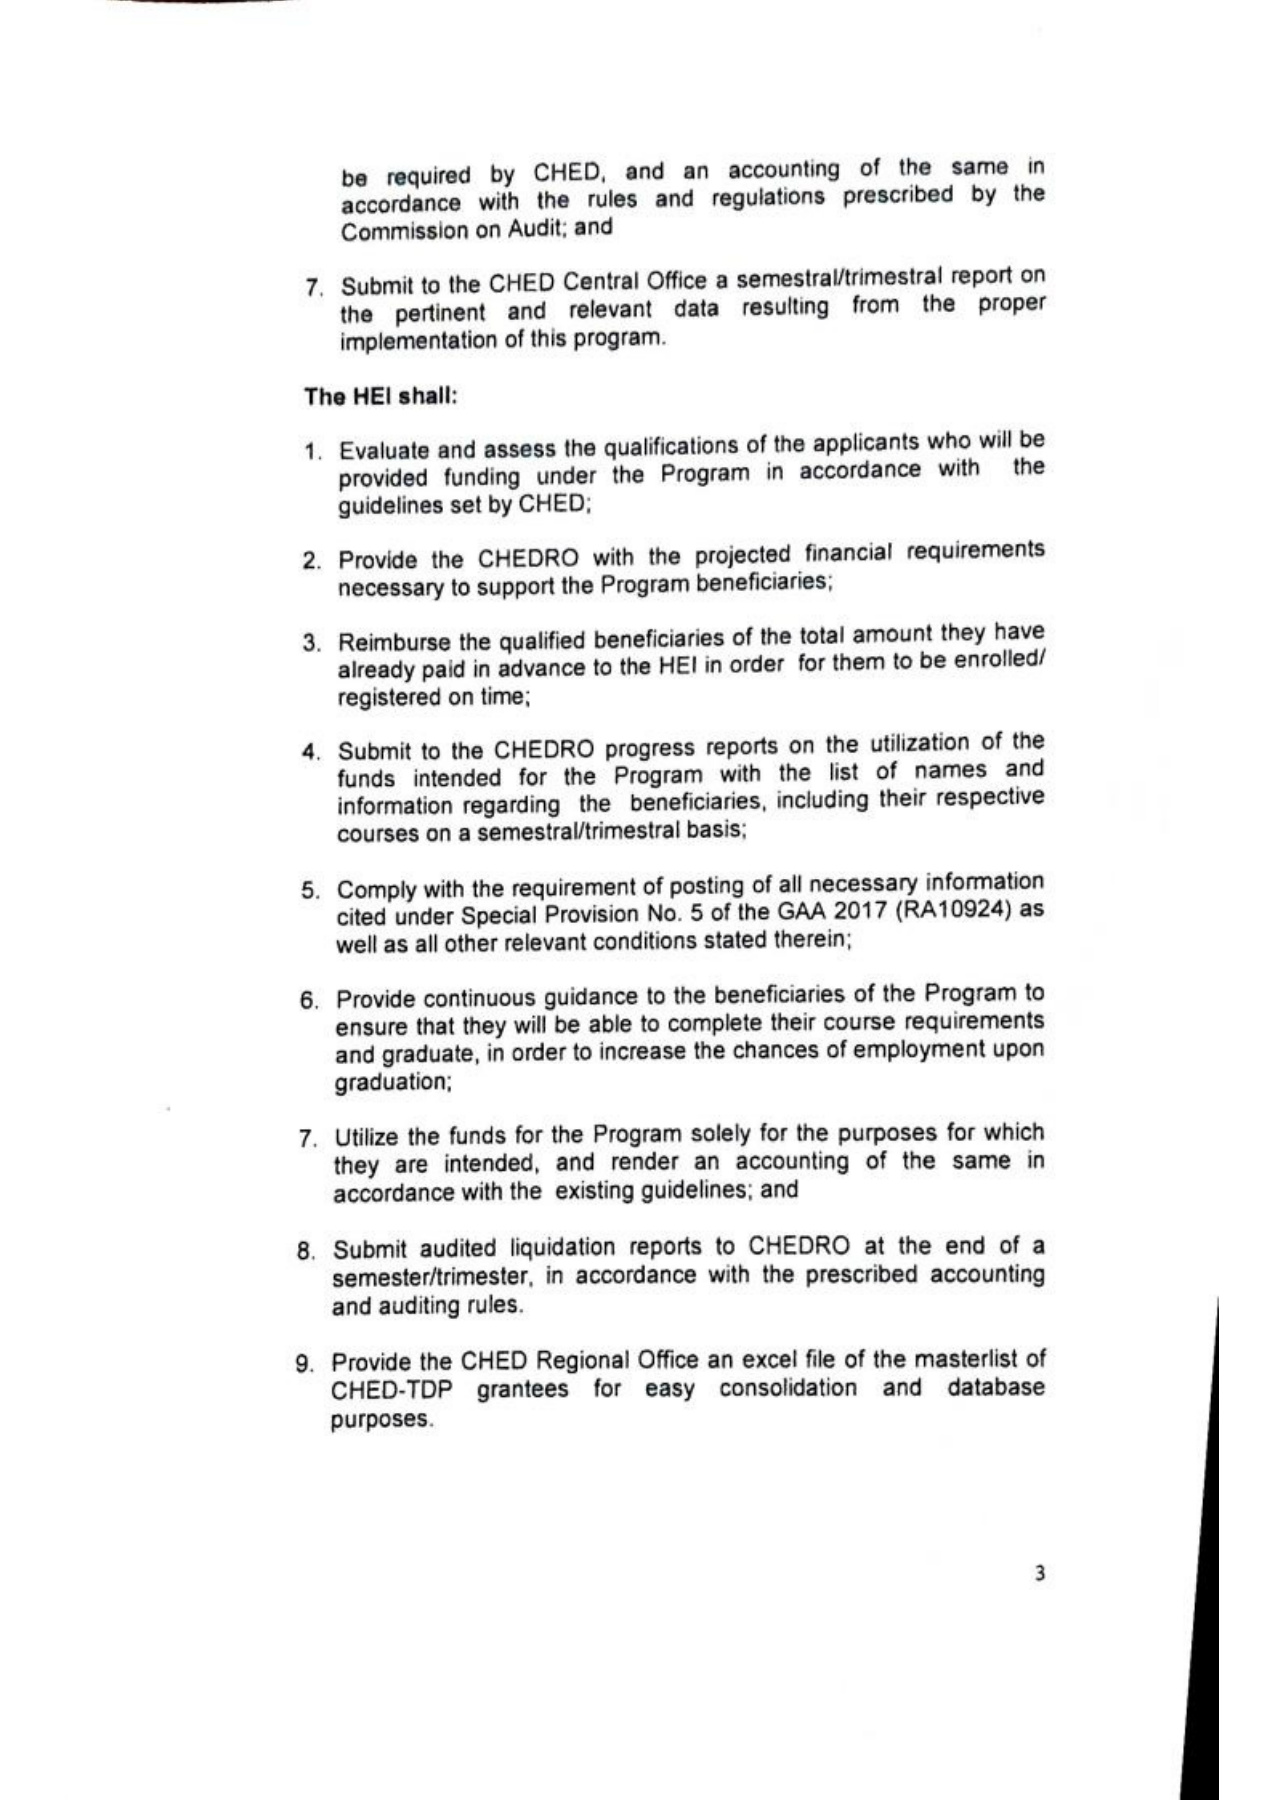 be required by CHED, and an accounting of the same in
accordance with the rules and regulations prescribed by the
Commission on Audit; and
7. Submit to the CHED Central Office a semestral/trimestral report on
the pertinent and relevant data resulting from the proper
implementation of this program.
The HEI shall:
1. Evaluate and assess the qualifications of the applicants who will be
provided funding under the Program in accordance with the
guidelines set by CHED;
2. Provide the CHEDRO with the projected financial requirements
necessary to support the Program beneficiaries;
3. Reimburse the qualified beneficiaries of the total amount they have
already paid in advance to the HEI in order for them to be enrolled/
registered on time;
4. Submit to the CHEDRO progress reports on the utilization of the
funds intended for the Program with the list of names and
information regarding the beneficiaries, including their respective
courses on a semestral/trimestral basis;
5. Comply with the requirement of posting of all necessary information
cited under Special Provision No. 5 of the GAA 2017 (RA10924) as
well as all other relevant conditions stated therein;
6. Provide continuous guidance to the beneficiaries of the Program to
ensure that they will be able to complete their course requirements
and graduate, in order to increase the chances of employment upon
graduation;
7. Utilize the funds for the Program solely for the purposes for which
they are intended, and render an accounting of the same in
accordance with the existing guidelines; and
8. Submit audited liquidation reports to CHEDRO at the end of a
semester/trimester, in accordance with the prescribed accounting
and auditing rules.
9. Provide the CHED Regional Office an excel file of the masterlist of
CHED-TDP grantees for easy consolidation and database
purposes.
3